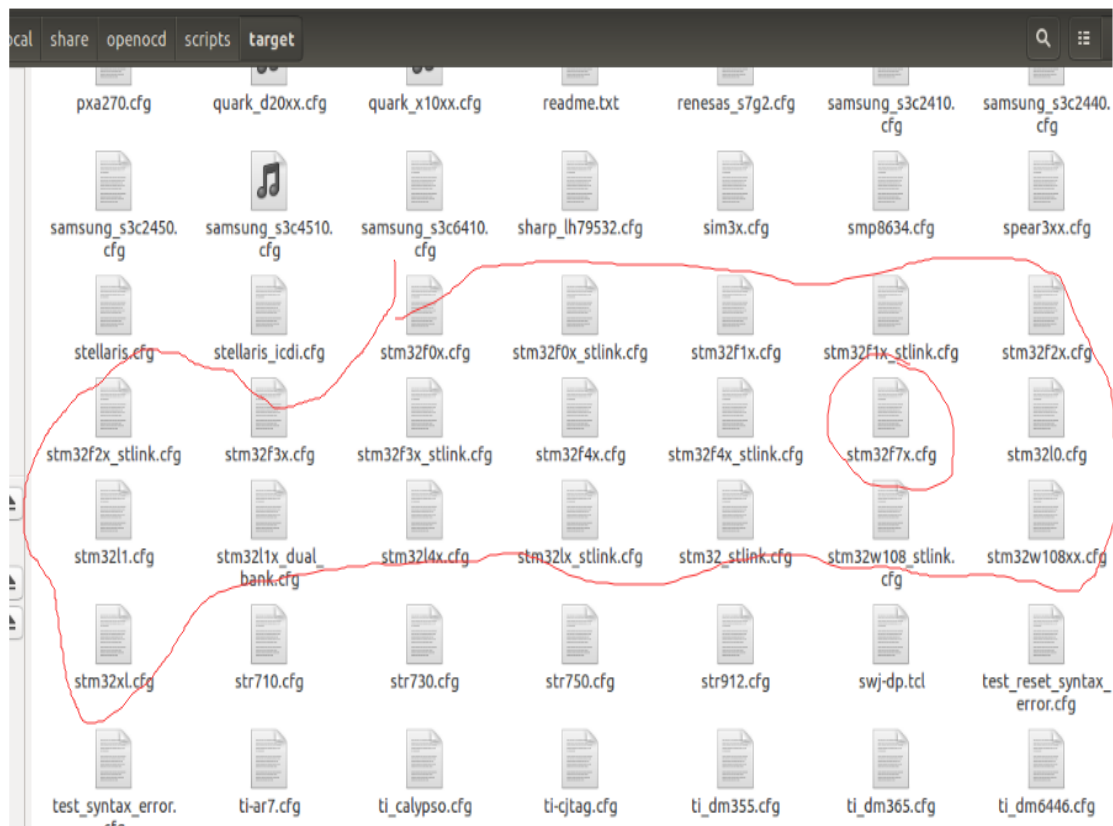 ocal share openocd scripts target
pxa270.cfg quark_d20xx.cfg quark_x10xx.cfg readme.txt renesas_s7g2.cfg samsung_s3c2410. samsung_s3c2440.
cfg cfg
samsung_s3c2450. samsung_s3c4510. samsung_s3c6410. sharp_lh79532.cfg sim3x.cfg smp8634.cfg spear3xx.cfg
cfg cfg cfg
stellaris.cfg stellaris_icdi.cfg stm32f0x.cfg stm32f0x_stlink.cfg stm32f1x.cfg stm32f1x_stlink.cfg stm32f2x.cfg
stm32f2x_stlink.cfg stm32f3x.cfg stm32f3x_stlink.cfg stm32f4x.cfg stm32f4x_stlink.cfg stm32f7x.cfg stm32l0.cfg
stm32l1.cfg stm32l1x_dual_ stm32l4x.cfg stm32lx_stlink.cfg stm32_stlink.cfg stm32w108_stlink. stm32w108xx.cfg
bank.cfg cfg
stm32xl.cfg str710.cfg str730.cfg str750.cfg str912.cfg swj-dp.tcl test_reset_syntax_
error.cfg
test_syntax_error. ti-ar7.cfg ti_calypso.cfg ti-cjtag.cfg ti_dm355.cfg ti_dm365.cfg ti_dm6446.cfg
cfg